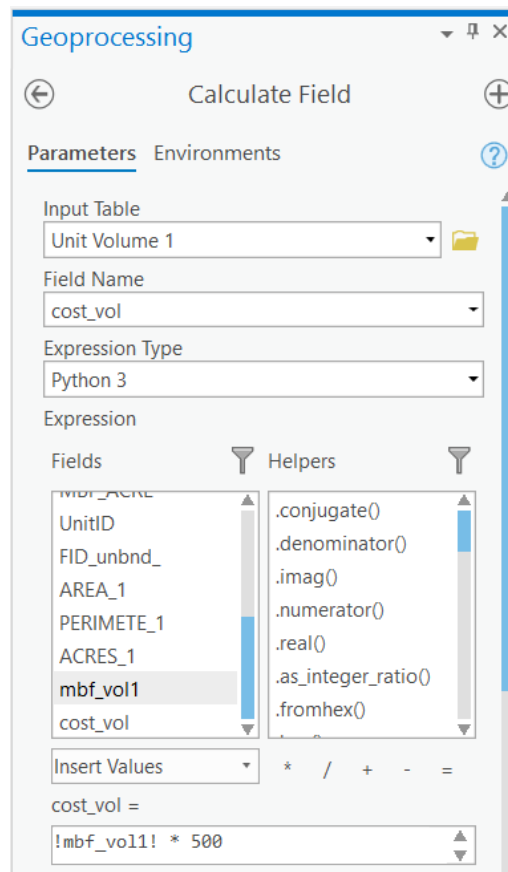 Geoprocessing
Calculate Field
Parameters Environments
Input Table
Unit Volume 1
Field Name
cost_vol
Expression Type
Python 3
Expression
Fields
Helpers
MBF_ACRE
UnitID
FID_unbnd_
AREA_1
PERIMETE_1
ACRES_1
mbf_vol1
cost_vol
.conjugate()
.denominator()
.imag()
.numerator()
.real()
.as_integer_ratio()
.fromhex()
Insert Values
* / + - =
cost_vol =
!mbf_vol1! * 500